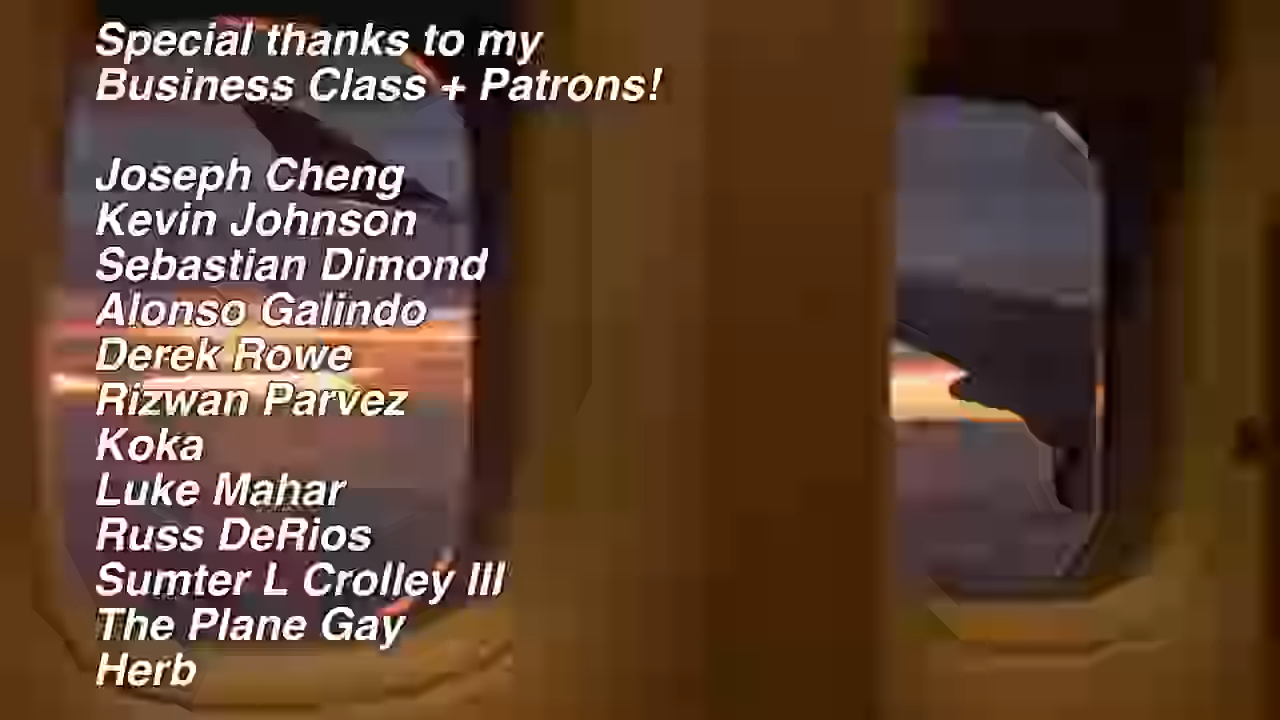 Special thanks to my
Business Class + Patrons!
Joseph Cheng
Kevin Johnson
Sebastian Dimond
Alonso Galindo
Derek Rowe
Rizwan Parvez
Koka
Luke Mahar
Russ DeRios
Sumter L Crolley III
The Plane Gay
Herb